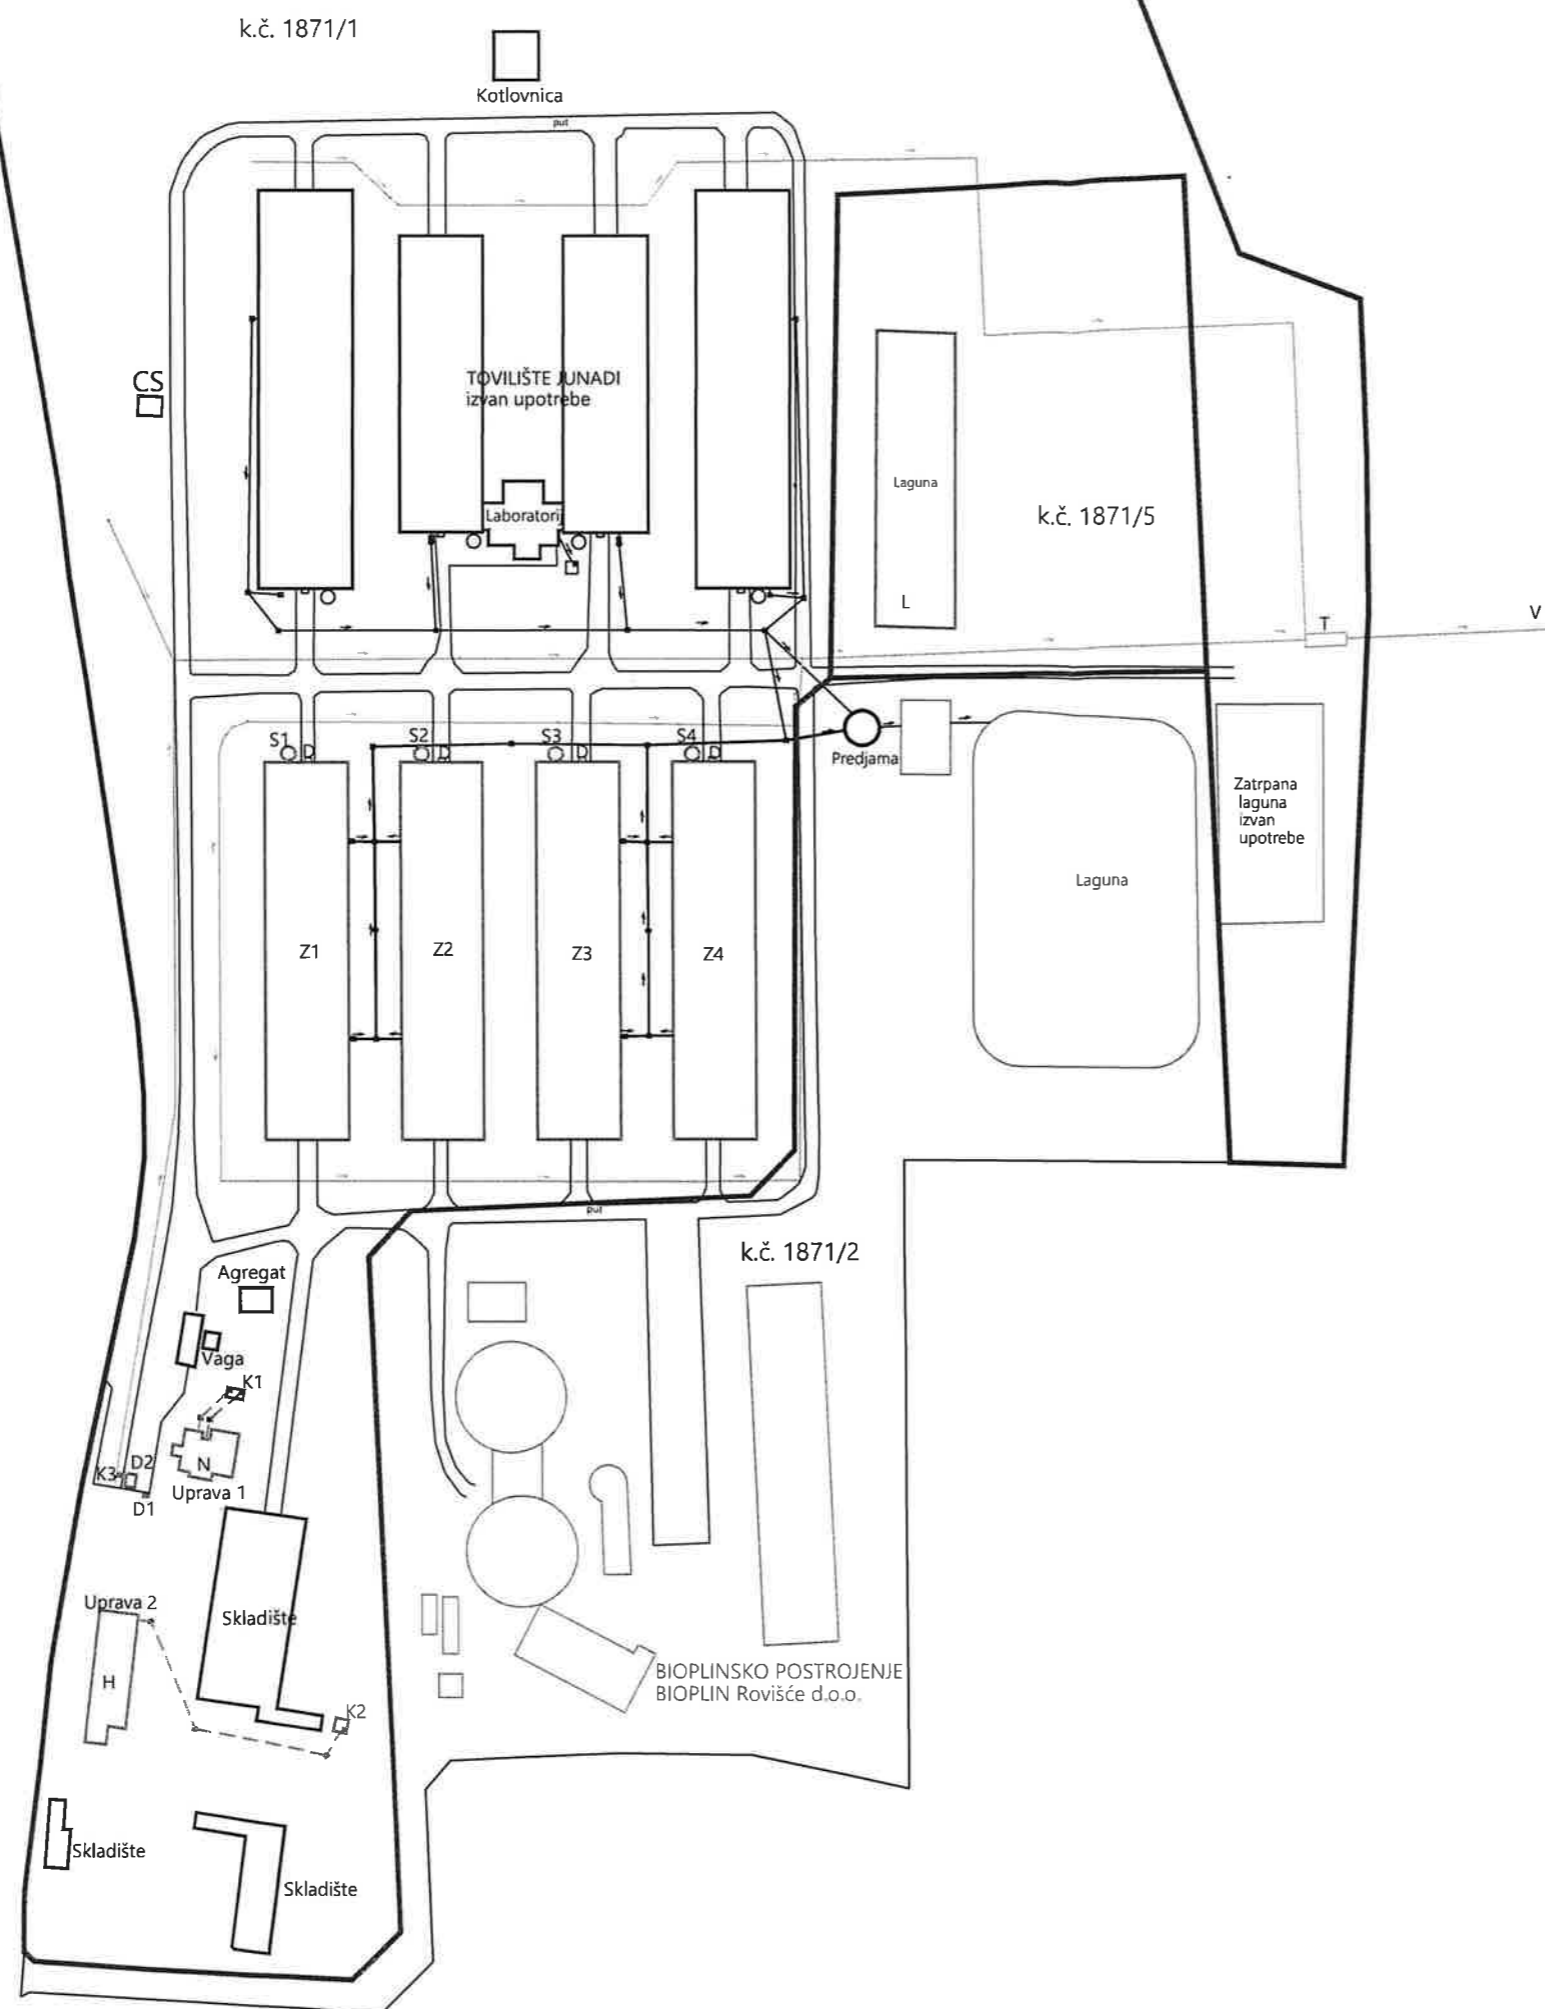 k.č. 1871/1
Kotlovnica
put
CS
TOVILIŠTE JUNADI
izvan upotrebe
Laguna
Laboratorij
k.č. 1871/5
L
T
V
S1
D
S2
D
S3
D
S4
D
Predjama
Zatrpana
laguna
izvan
upotrebe
Laguna
Z1
Z2
Z3
Z4
put
k.č. 1871/2
Agregat
Vaga
K1
N
D2
K3
Uprava 1
D1
Uprava 2
Skladište
H
BIOPLINSKO POSTROJENJE
BIOPLIN Rovišće d.o.o.
K2
Skladište
Skladište